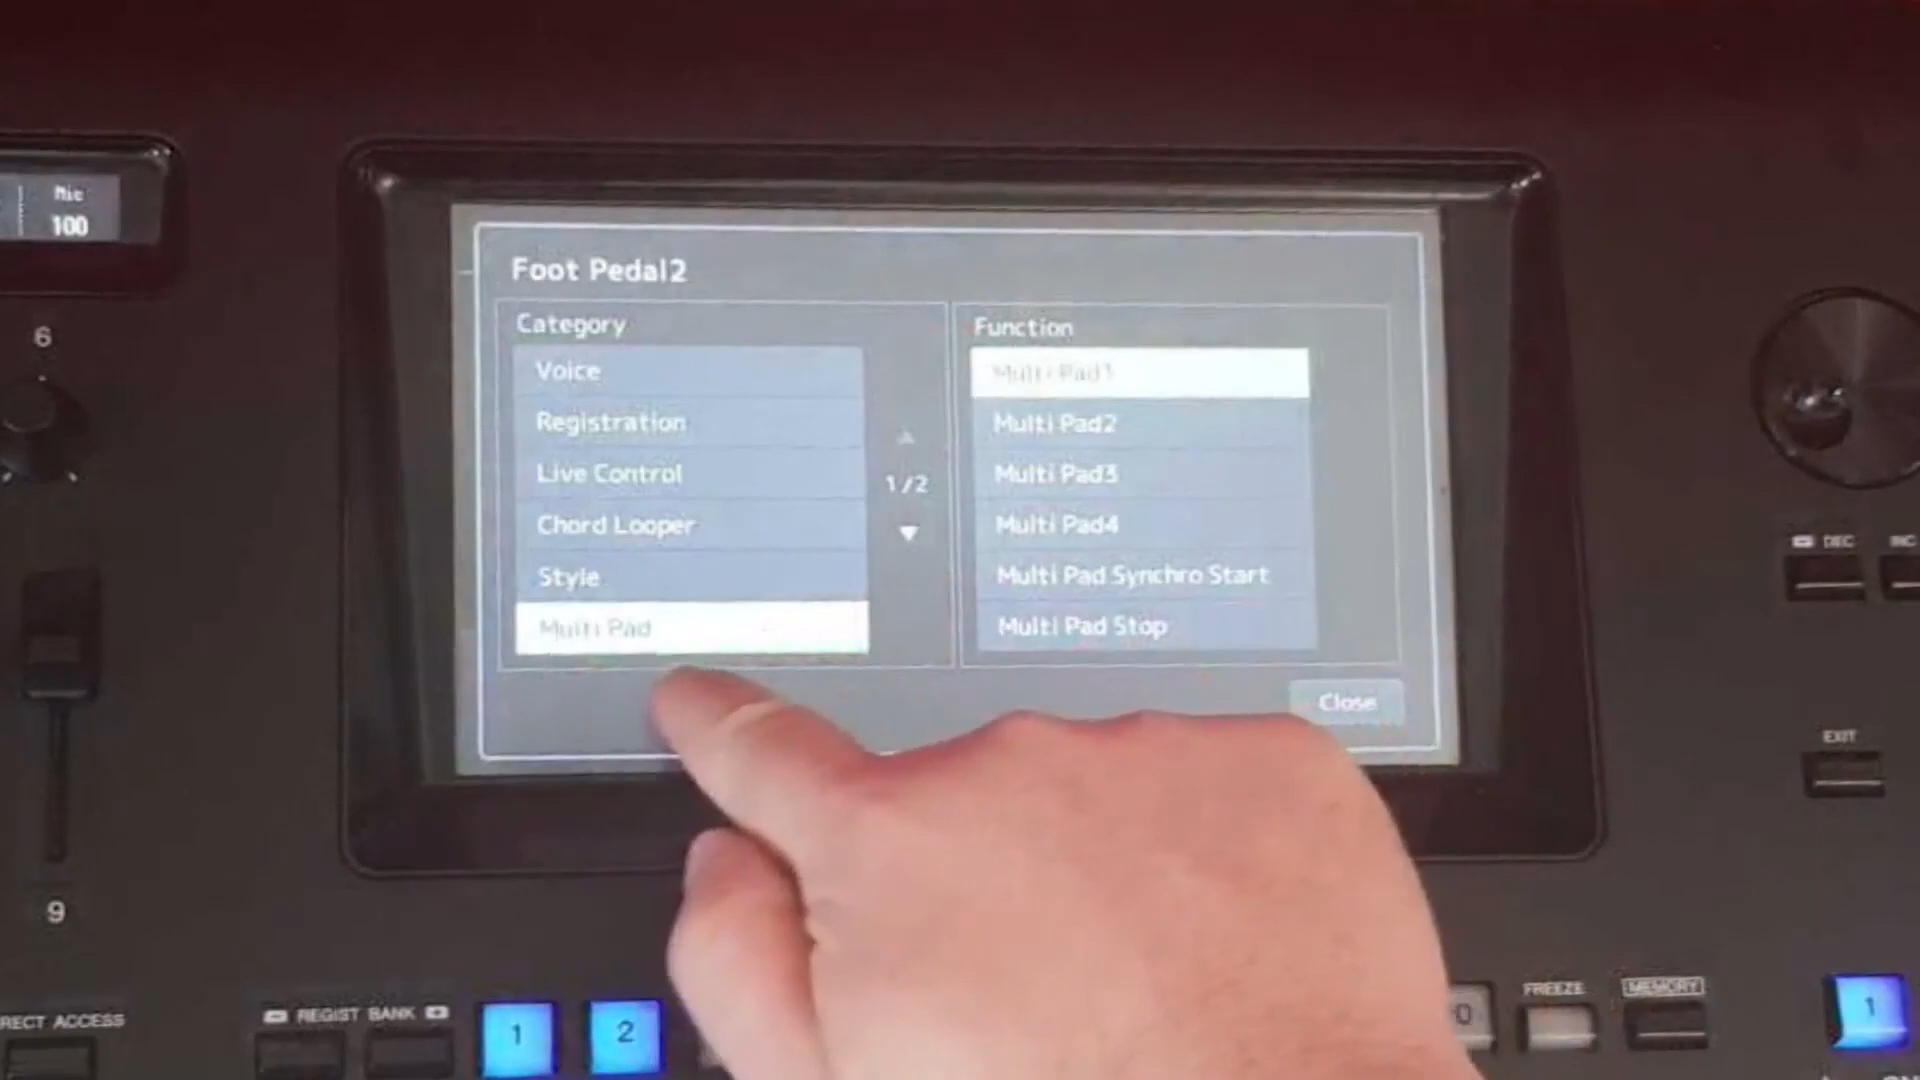 Mic
100
6
9
Foot Pedal2
Category
Voice
Registration
Live Control
Chord Looper
Style
Multi Pad
1/2
Function
Multi Pad1
Multi Pad2
Multi Pad3
Multi Pad4
Multi Pad Synchro Start
Multi Pad Stop
Close
DEC
INC
EXIT
RECT ACCESS
- REGIST BANK +
1
2
0
FREEZE
MEMORY
1